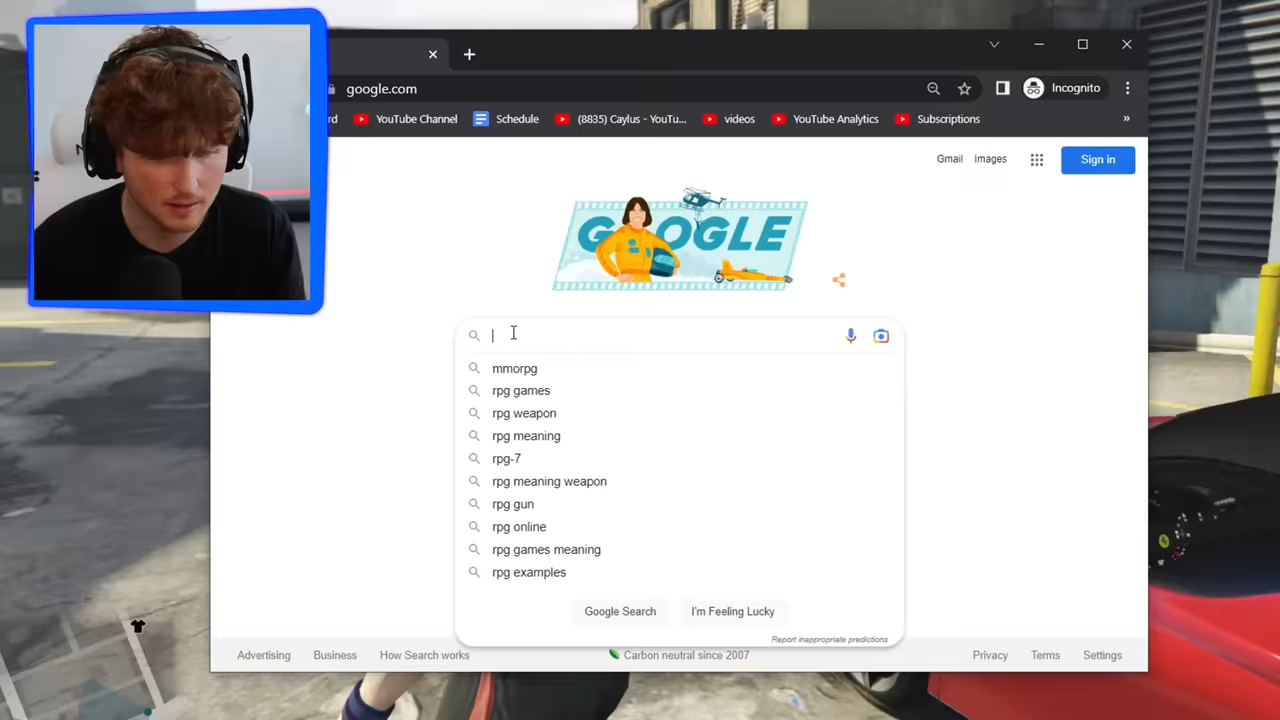 google.com
Incognito
rd
YouTube Channel
Schedule
(8835) Caylus - YouTu...
videos
YouTube Analytics
Subscriptions
»
Gmail
Images
Sign in
GOOGLE
mmorpg
rpg games
rpg weapon
rpg meaning
rpg-7
rpg meaning weapon
rpg gun
rpg online
rpg games meaning
rpg examples
Google Search
I'm Feeling Lucky
Report inappropriate predictions
Advertising
Business
How Search works
Carbon neutral since 2007
Privacy
Terms
Settings